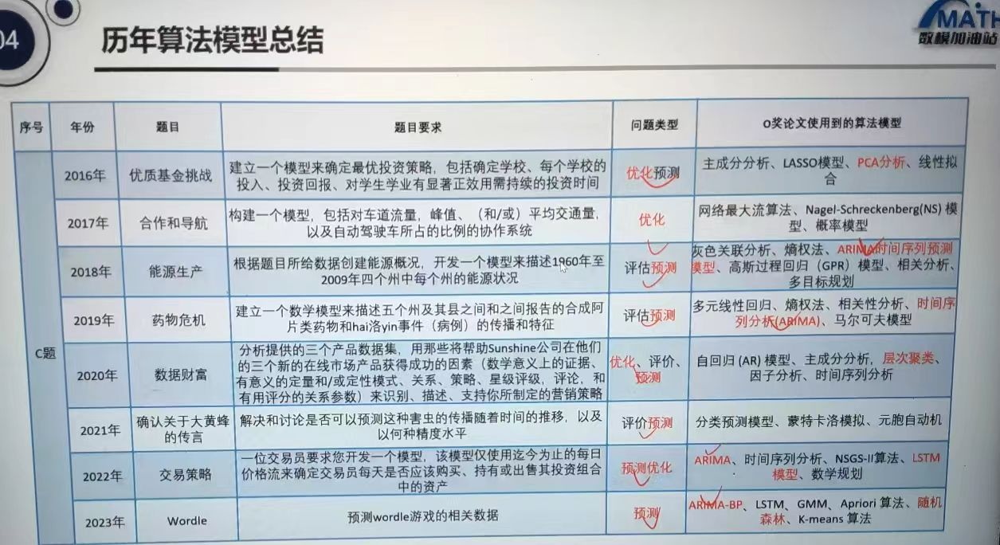 04
历年算法模型总结
MATH
数模加油站
序号 年份 题目 题目要求 问题类型 O奖论文使用到的算法模型
C题
2016年 优质基金挑战
建立一个模型来确定最优投资策略，包括确定学校、每个学校的
投入、投资回报、对学生学业有显著正效用需持续的投资时间
优化预测
主成分分析、LASSO模型、PCA分析、线性拟
合
2017年 合作和导航
构建一个模型，包括对车道流量，峰值、（和/或）平均交通量，
以及自动驾驶车所占的比例的协作系统
优化
网络最大流算法、Nagel-Schreckenberg(NS) 模
型、概率模型
2018年 能源生产
根据题目所给数据创建能源概况，开发一个模型来描述1960年至
2009年四个州中每个州的能源状况
评估预测
灰色关联分析、熵权法、ARIMA时间序列预测
模型、高斯过程回归（GPR）模型、相关分析、
多目标规划
2019年 药物危机
建立一个数学模型来描述五个州及其县之间和之间报告的合成阿
片类药物和hai洛yin事件（病例）的传播和特征
评估预测
多元线性回归、熵权法、相关性分析、时间序
列分析(ARIMA)、马尔可夫模型
2020年 数据财富
分析提供的三个产品数据集，用那些将帮助Sunshine公司在他们
的三个新的在线市场产品获得成功的因素（数学意义上的证据、
有意义的定量和/或定性模式、关系、策略、星级评级，评论，和
有用评分的关系参数）来识别、描述、支持你所制定的营销策略
优化、评价、
预测
自回归 (AR) 模型、主成分分析，层次聚类、
因子分析、时间序列分析
2021年
确认关于大黄蜂
的传言
解决和讨论是否可以预测这种害虫的传播随着时间的推移，以及
以何种精度水平
评价预测
分类预测模型、蒙特卡洛模拟、元胞自动机
2022年 交易策略
一位交易员要求您开发一个模型，该模型仅使用迄今为止的每日
价格流来确定交易员每天是否应该购买、持有或出售其投资组合
中的资产
预测优化
ARIMA、时间序列分析、NSGS-II算法、LSTM
模型、数学规划
2023年 Wordle
预测wordle游戏的相关数据
预测
ARIMA-BP、LSTM、GMM、Apriori 算法、随机
森林、K-means 算法